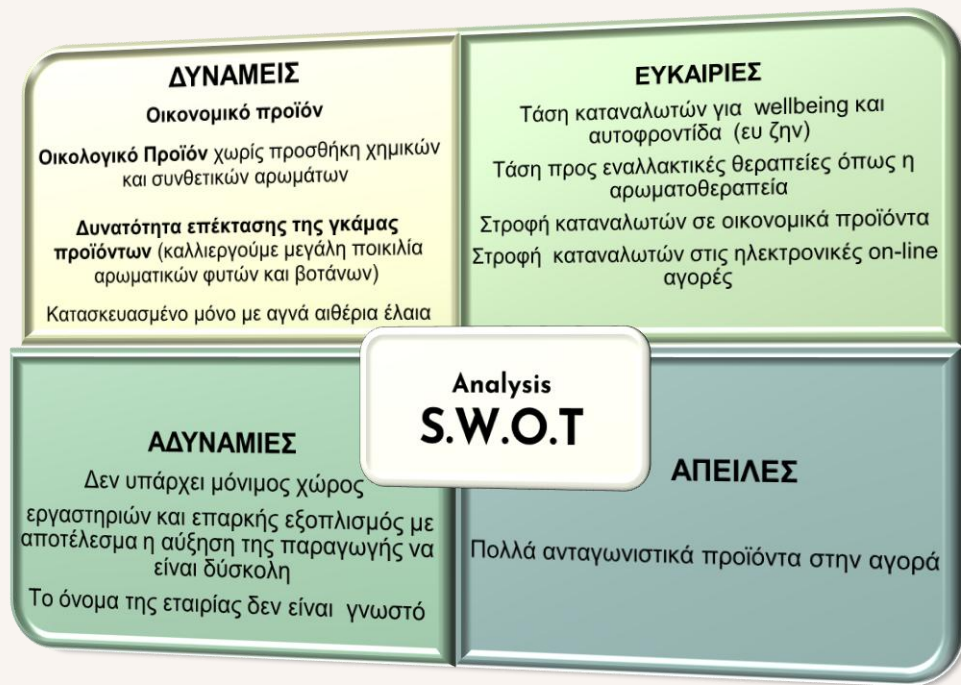 ΔΥΝΑΜΕΙΣ
Οικονομικό προϊόν
Οικολογικό Προϊόν χωρίς προσθήκη χημικών
και συνθετικών αρωμάτων
Δυνατότητα επέκτασης της γκάμας
προϊόντων (καλλιεργούμε μεγάλη ποικιλία
αρωματικών φυτών και βοτάνων)
Κατασκευασμένο μόνο με αγνά αιθέρια έλαια
ΕΥΚΑΙΡΙΕΣ
Τάση καταναλωτών για wellbeing και
αυτοφροντίδα (ευ ζην)
Τάση προς εναλλακτικές θεραπείες όπως η
αρωματοθεραπεία
Στροφή καταναλωτών σε οικονομικά προϊόντα
Στροφή καταναλωτών στις ηλεκτρονικές on-line
αγορές
Analysis
S.W.O.T
ΑΔΥΝΑΜΙΕΣ
Δεν υπάρχει μόνιμος χώρος
εργαστηριών και επαρκής εξοπλισμός με
αποτέλεσμα η αύξηση της παραγωγής να
είναι δύσκολη
Το όνομα της εταιρίας δεν είναι γνωστό
ΑΠΕΙΛΕΣ
Πολλά ανταγωνιστικά προϊόντα στην αγορά